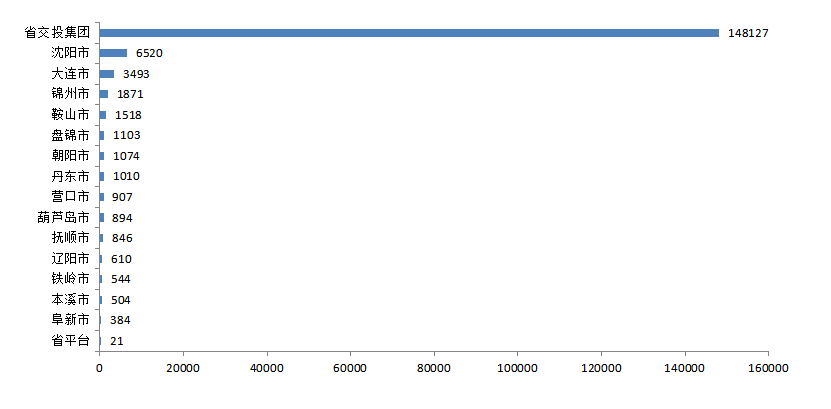 省交投集团 148127
沈阳市 6520
大连市 3493
锦州市 1871
鞍山市 1518
盘锦市 1103
朝阳市 1074
丹东市 1010
营口市 907
葫芦岛市 894
抚顺市 846
辽阳市 610
铁岭市 544
本溪市 504
阜新市 384
省平台 21
0 20000 40000 60000 80000 100000 120000 140000 160000